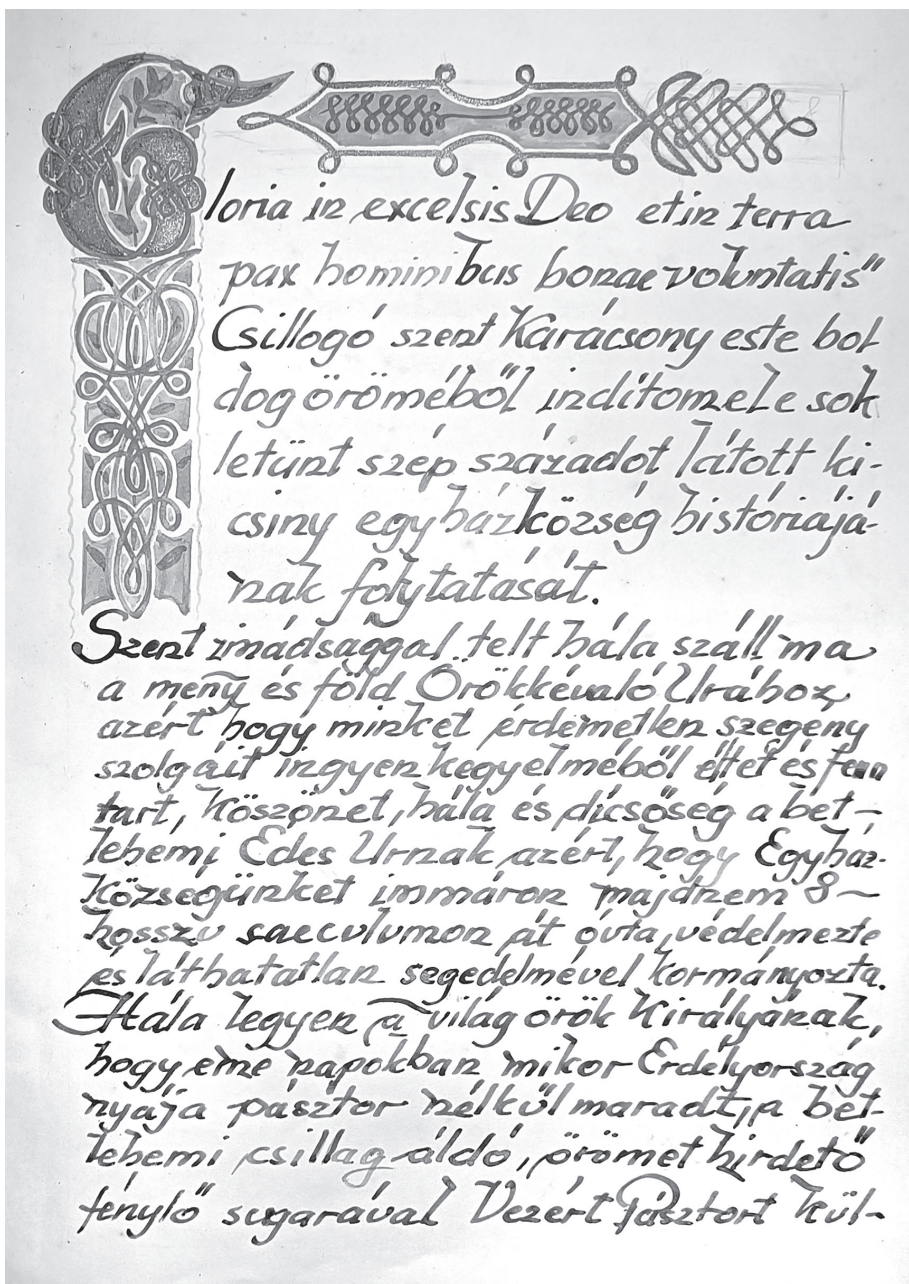 Gloria in excelsis Deo et in terra
pax hominibus bonae voluntatis"
Csillogó szent Karácsony este bol
dog öröméből indítom el e sok
letünt szép századot látott ki-
csiny egyházközség históriájá-
nak folytatását.
Szent imádsággal telt hála száll ma
a menny és föld Örökkévaló Urához
azért hogy minket érdemetlen szegény
szolgáit ingyen kegyelméből éltet és fenn
tart, köszönet, hála és dícsőség a bet-
lehemi Édes Urnak azért, hogy Egyház-
községünket immáron majdnem 8-
hosszu saeculumon át óvta, védelmezte
és láthatatlan segedelmével kormányozta.
Hála legyen a világ örök Királyának,
hogy eme napokban mikor Erdélyország
nyája pásztor nélkül maradt, a bet-
lehemi csillag áldó, örömet hirdető
fénylő sugarával Vezért Pásztort kül-